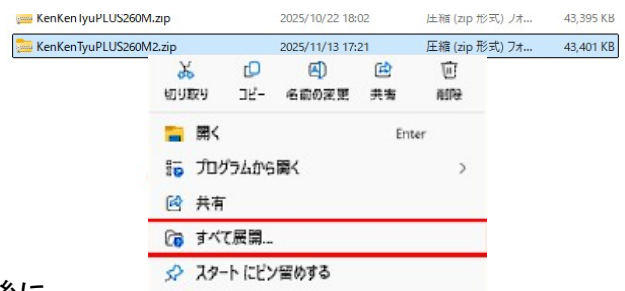 KenKenTyuPLUS260M.zip 2025/10/22 18:02 圧縮 (zip 形式) フォ... 43,395 KB
KenKenTyuPLUS260M2.zip 2025/11/13 17:21 圧縮 (zip 形式) フォ... 43,401 KB
切り取り コピー 名前の変更 共有 削除
開く Enter
プログラムから開く
共有
すべて展開...
スタート にピン留めする